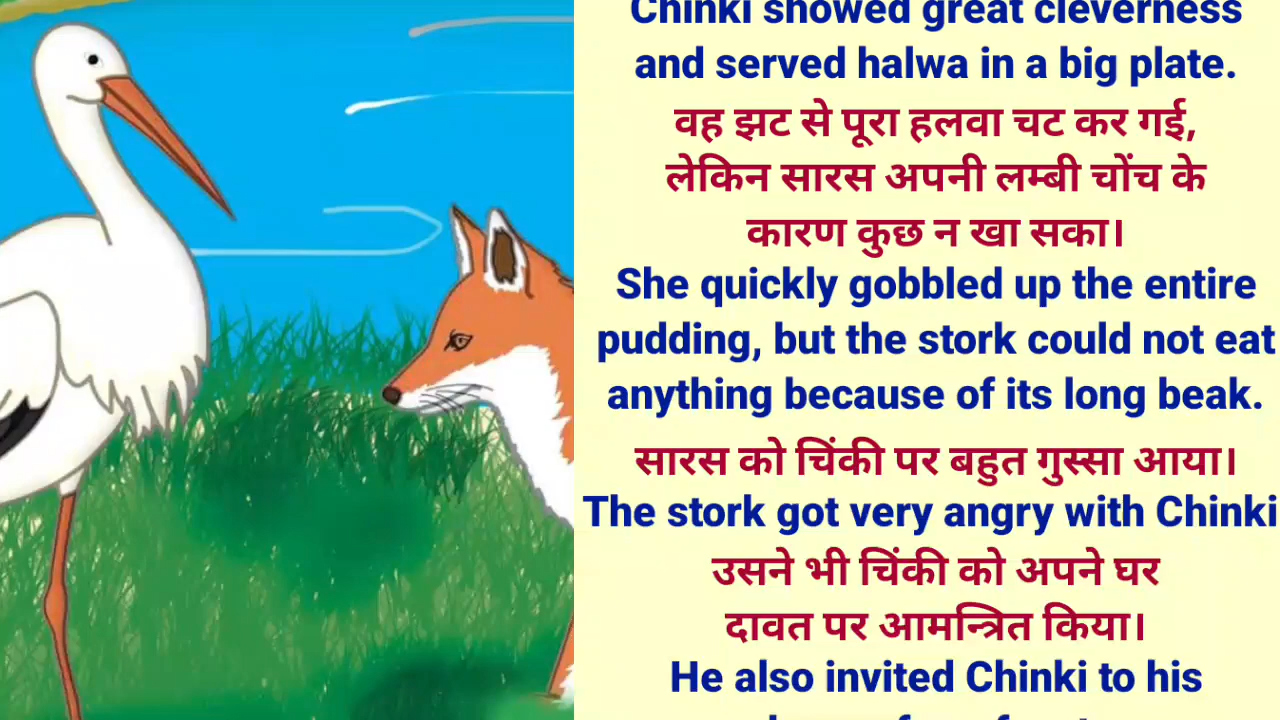 Chinki showed great cleverness
and served halwa in a big plate.
वह झट से पूरा हलवा चट कर गई,
लेकिन सारस अपनी लम्बी चोंच के
कारण कुछ न खा सका।
She quickly gobbled up the entire
pudding, but the stork could not eat
anything because of its long beak.
सारस को चिंकी पर बहुत गुस्सा आया।
The stork got very angry with Chinki
उसने भी चिंकी को अपने घर
दावत पर आमन्त्रित किया।
He also invited Chinki to his